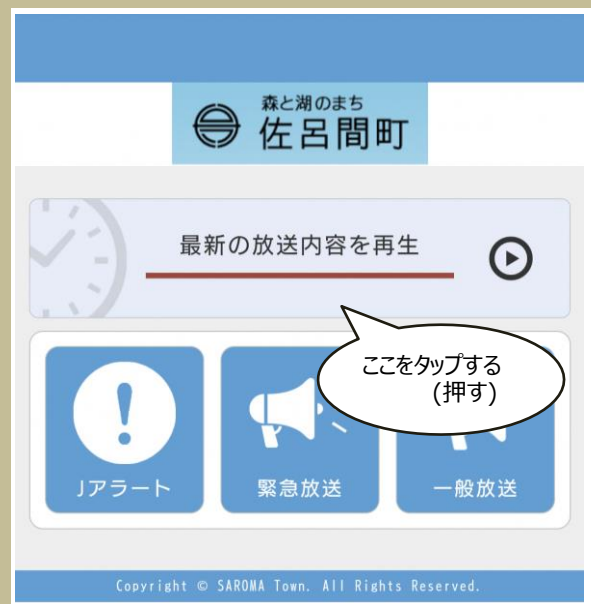 森と湖のまち
佐呂間町
最新の放送内容を再生
ここをタップする
(押す)
Jアラート
緊急放送
一般放送
Copyright © SAROMA Town. All Rights Reserved.